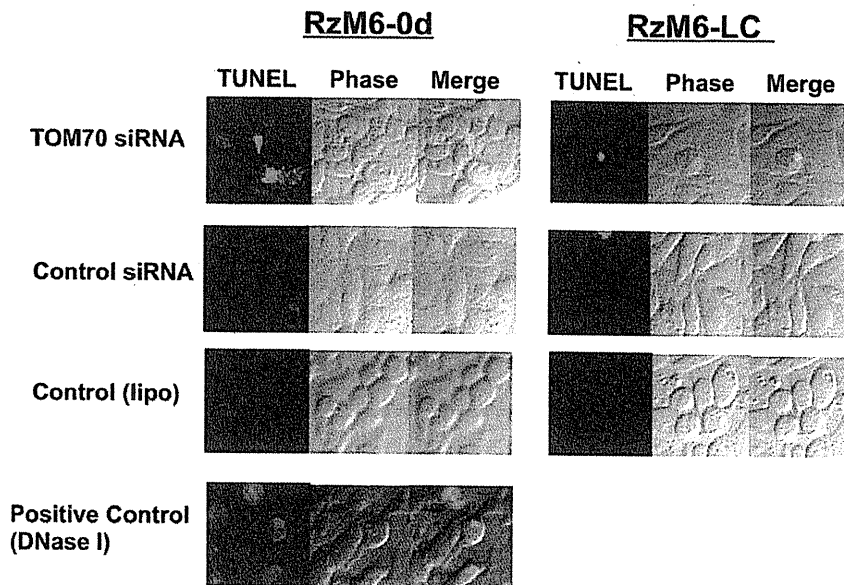 RzM6-0d
RzM6-LC
TUNEL Phase Merge
TUNEL Phase Merge
TOM70 siRNA
Control siRNA
Control (lipo)
Positive Control
(DNase I)